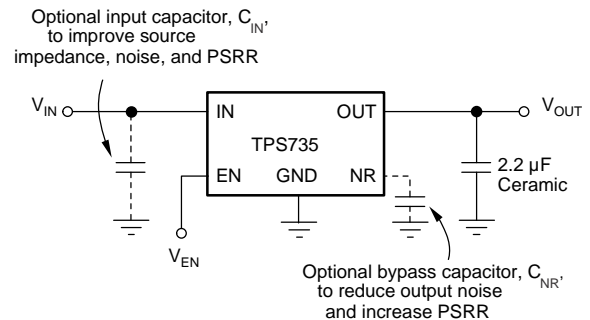 Optional input capacitor, CIN,
to improve source
impedance, noise, and PSRR
VIN
IN
OUT
VOUT
TPS735
EN
GND
NR
2.2 µF
Ceramic
VEN
Optional bypass capacitor, CNR,
to reduce output noise
and increase PSRR